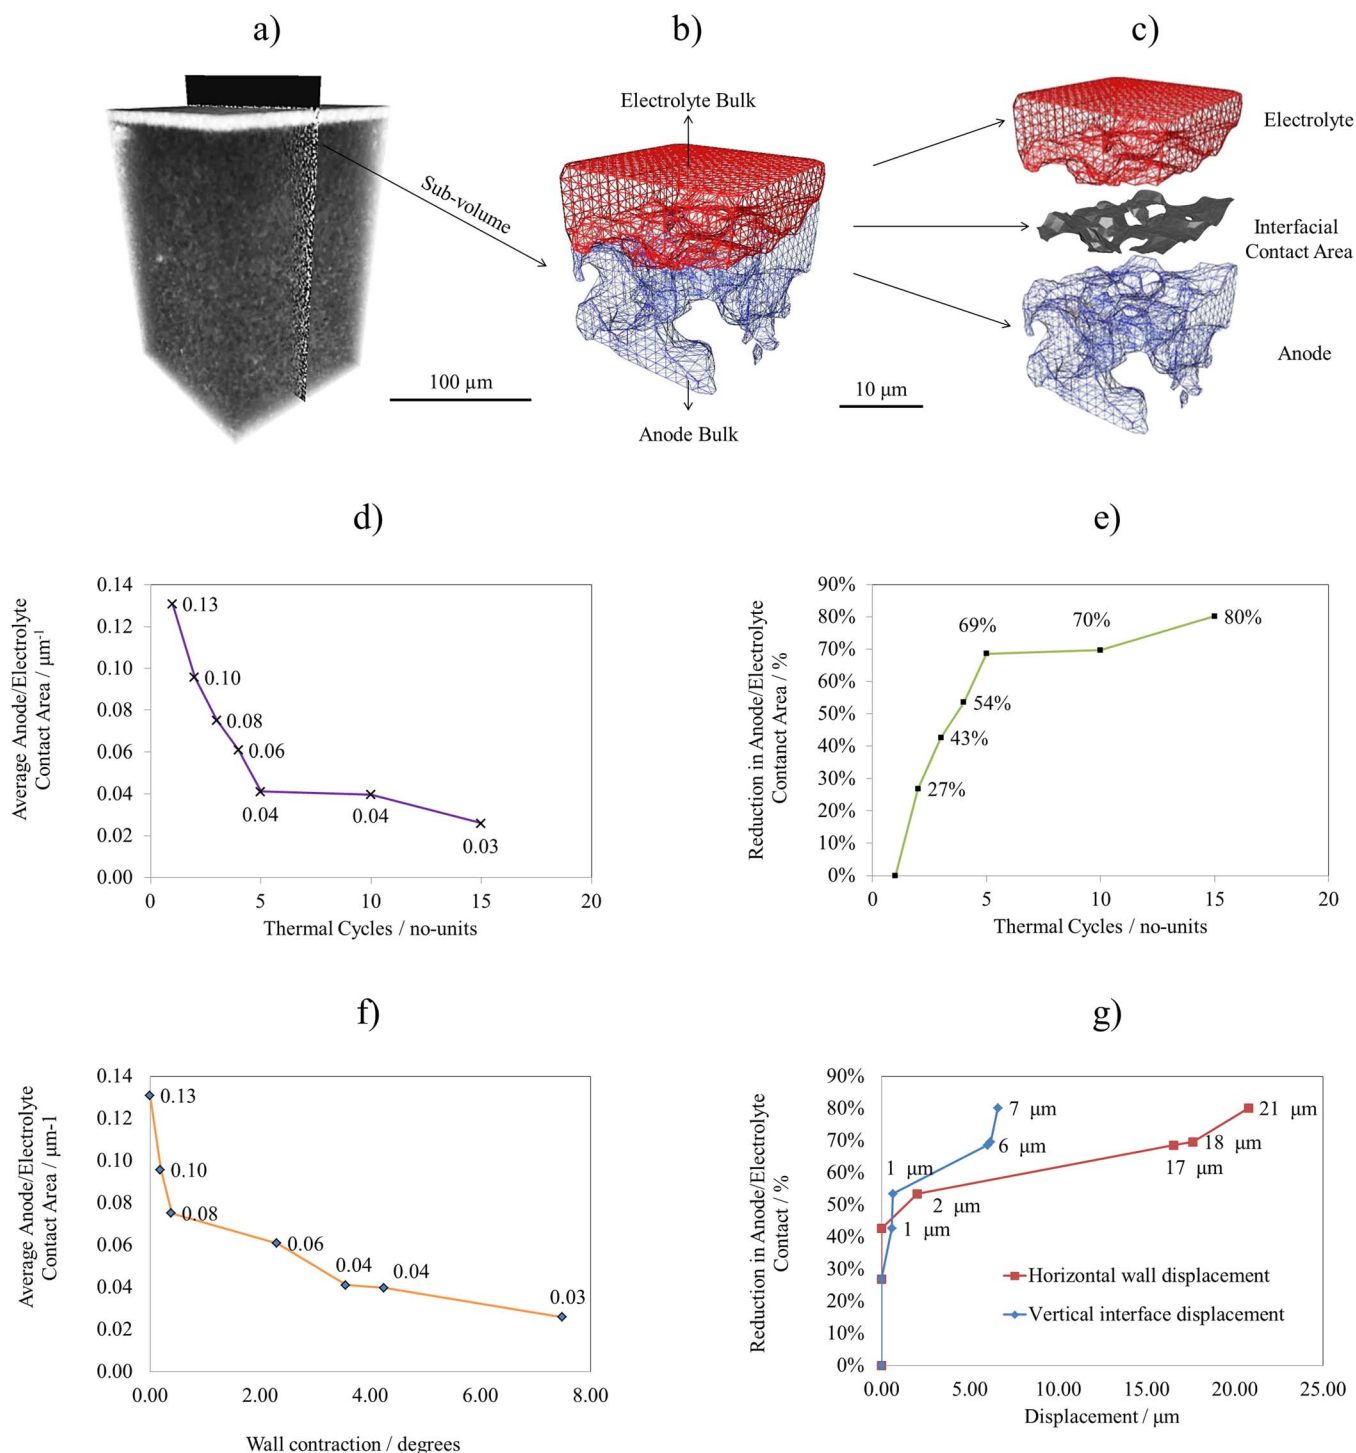 a)
b)
c)
Electrolyte Bulk
Sub-volume
Electrolyte
Interfacial
Contact Area
Anode
100 µm
10 µm
Anode Bulk
d)
Average Anode/Electrolyte
Contact Area / µm-1
0.14
0.12
0.10
0.08
0.06
0.04
0.02
0.00
0.13
0.10
0.08
0.06
0.04
0.04
0.03
0
5
10
15
20
Thermal Cycles / no-units
e)
Reduction in Anode/Electrolyte
Contanct Area / %
90%
80%
70%
60%
50%
40%
30%
20%
10%
0%
69%
70%
80%
54%
43%
27%
0
5
10
15
20
Thermal Cycles / no-units
f)
Average Anode/Electrolyte
Contact Area / µm-1
0.14
0.12
0.10
0.08
0.06
0.04
0.02
0.00
0.13
0.10
0.08
0.06
0.04
0.04
0.03
0.00
2.00
4.00
6.00
8.00
Wall contraction / degrees
g)
Reduction in Anode/Electrolyte
Contact / %
90%
80%
70%
60%
50%
40%
30%
20%
10%
0%
7 µm
21 µm
6 µm
18 µm
1 µm
17 µm
2 µm
1 µm
Horizontal wall displacement
Vertical interface displacement
0.00
5.00
10.00
15.00
20.00
25.00
Displacement / µm